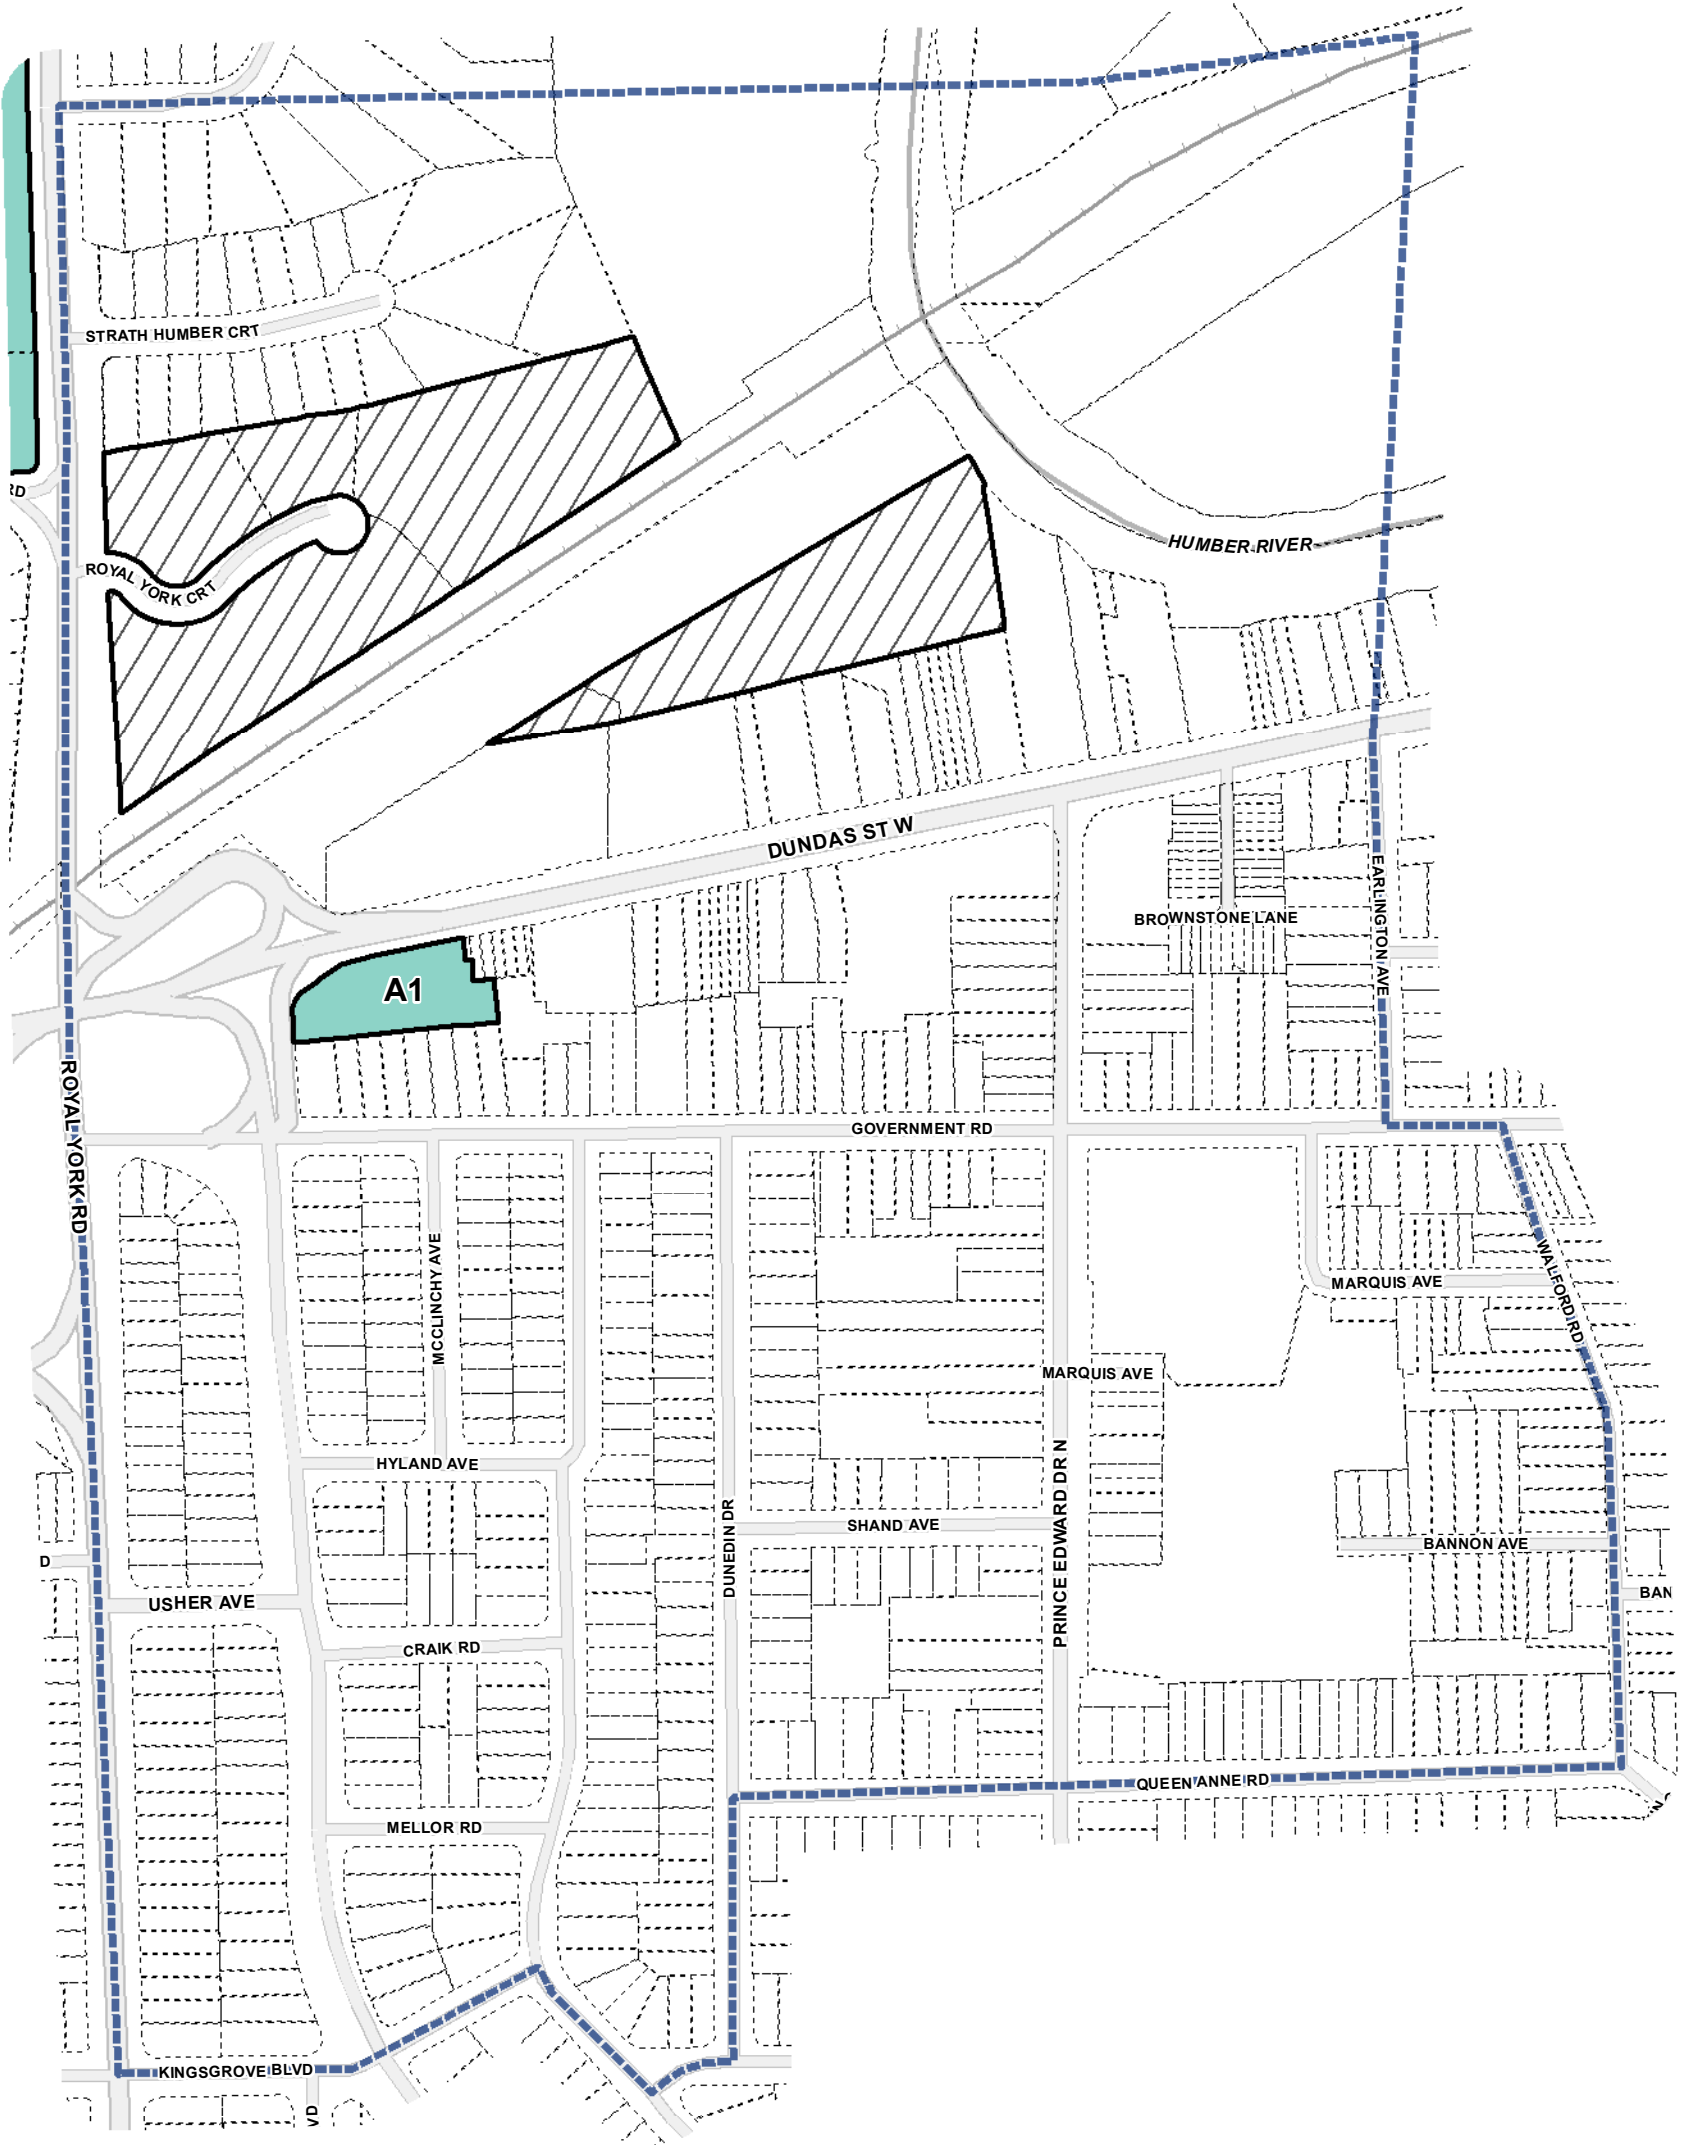 STRATH HUMBER CRT
RD
HUMBER RIVER
ROYAL YORK CRT
DUNDAS ST W
EARLINGTON AVE
BROWNSTONE LANE
A1
ROYAL YORK RD
GOVERNMENT RD
MCCLINCHY AVE
WALFORD RD
MARQUIS AVE
MARQUIS AVE
HYLAND AVE
PRINCE EDWARD DR N
DUNEDIN DR
SHAND AVE
BANNON AVE
D
BAN
USHER AVE
CRAIK RD
QUEEN ANNE RD
MELLOR RD
KINGSGROVE BLVD
VD